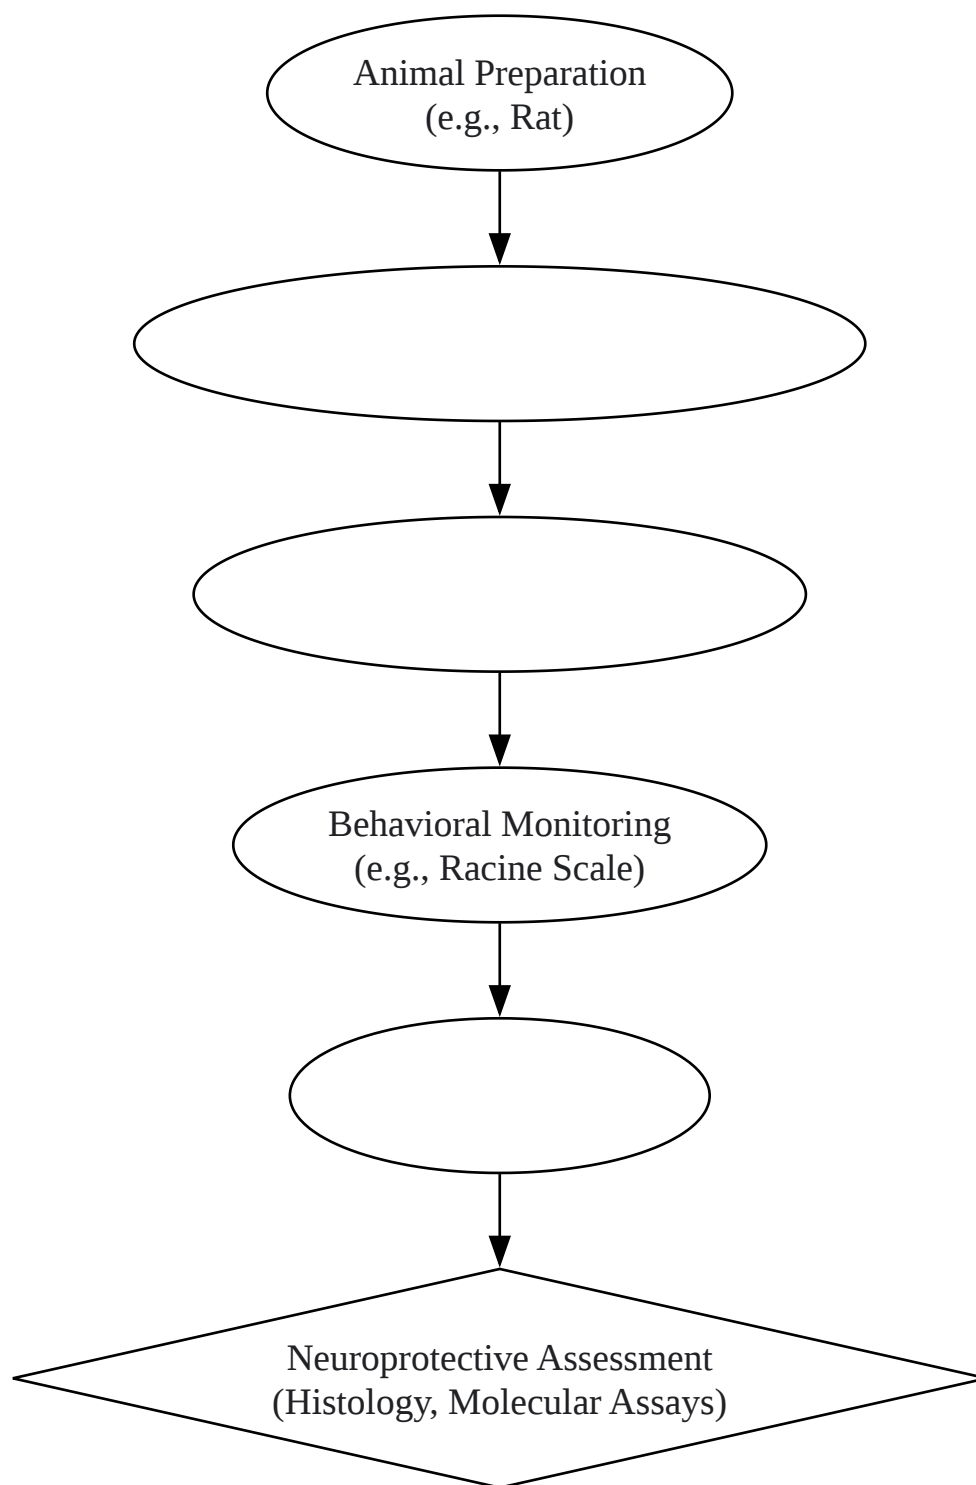 Animal Preparation
(e.g., Rat)
Behavioral Monitoring
(e.g., Racine Scale)
Neuroprotective Assessment
(Histology, Molecular Assays)